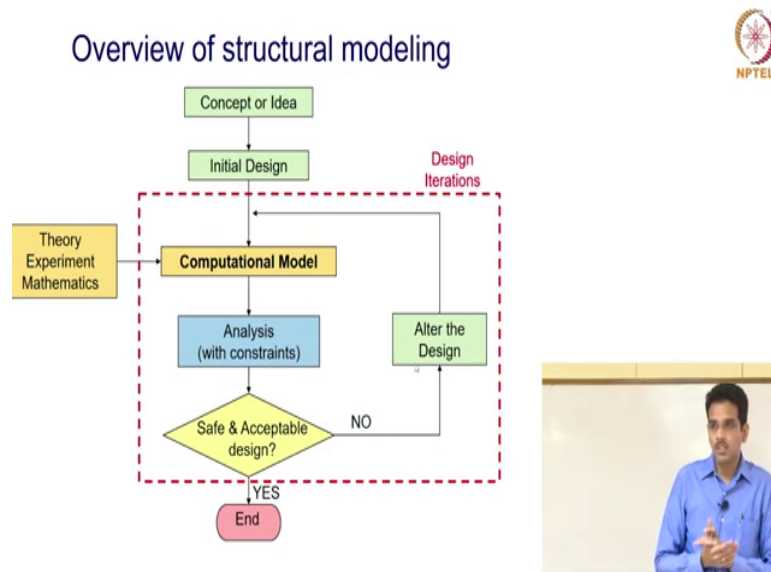 Overview of structural modeling
NPTEL
Concept or Idea
Initial Design
Design
Iterations
Theory
Experiment
Mathematics
Computational Model
Analysis
(with constraints)
Alter the
Design
Safe & Acceptable
design?
NO
YES
End